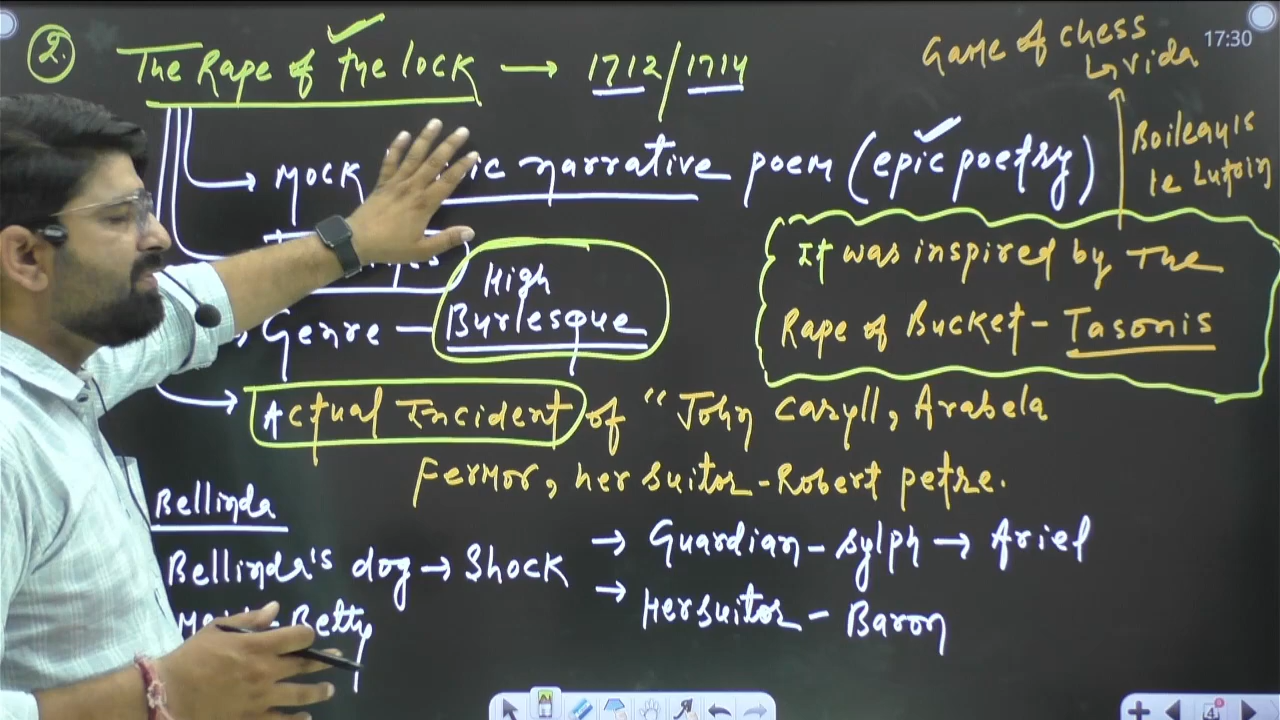 2. The Rape of the lock → 1712/1714
Game of chess
↳ vida
17:30
Boileau's
le Lutrin
→ Mock narrative poem (epic poetry)
It was inspired by The
Rape of Bucket - Tasonis
Genre - High Burlesque
→ Actual Incident of "John Caryll, Arabela
Fermor, her suitor - Robert petre.
Bellinda
Bellinda's dog → Shock → Guardian - sylph → Ariel
Betty → Her suitor - Baron
4